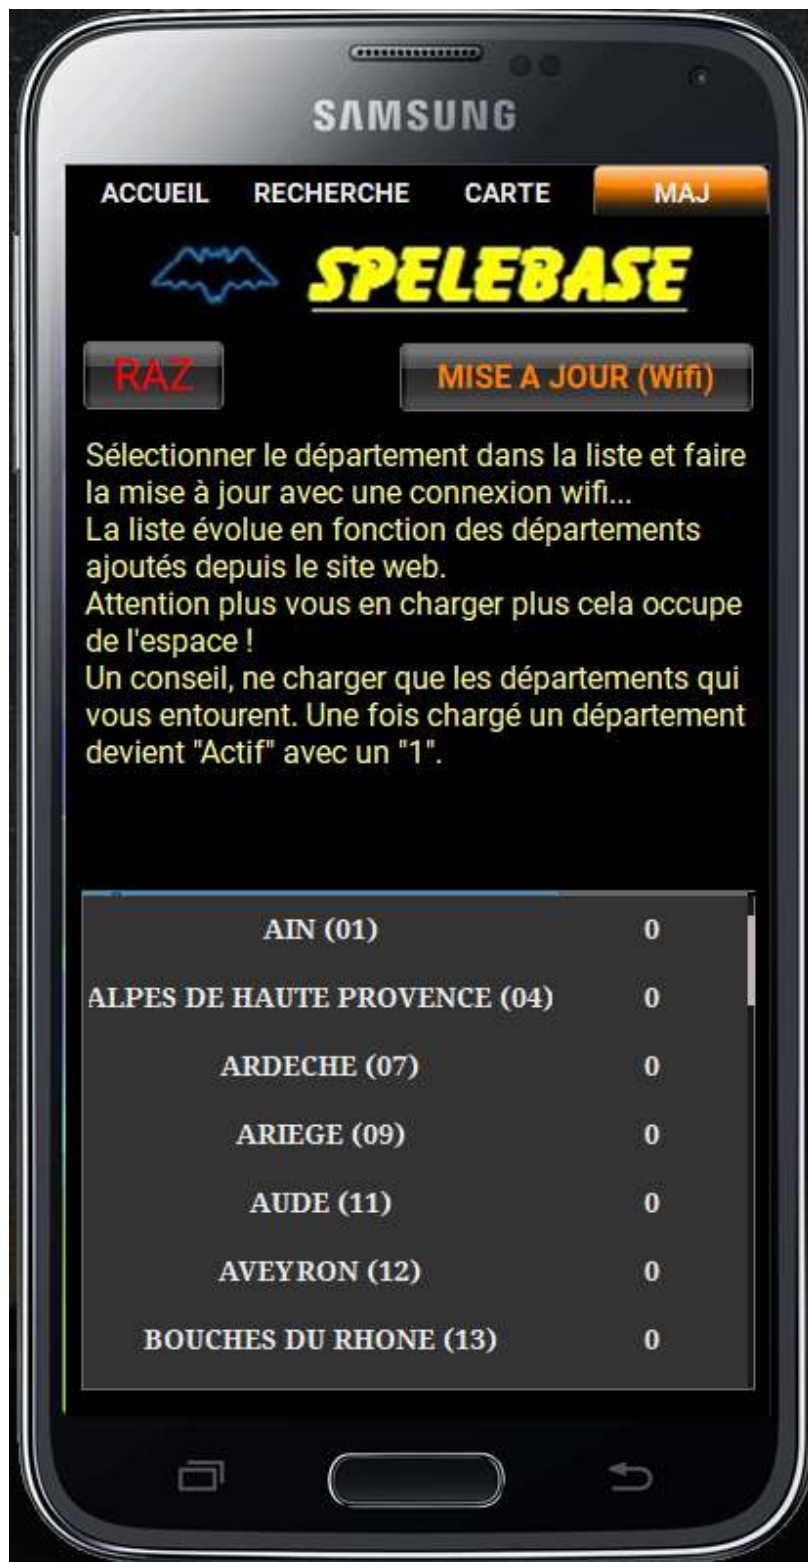 SAMSUNG
ACCUEIL RECHERCHE CARTE MAJ
SPELEBASE
RAZ MISE A JOUR (Wifi)
Sélectionner le département dans la liste et faire
la mise à jour avec une connexion wifi...
La liste évolue en fonction des départements
ajoutés depuis le site web.
Attention plus vous en charger plus cela occupe
de l'espace !
Un conseil, ne charger que les départements qui
vous entourent. Une fois chargé un département
devient "Actif" avec un "1".
AIN (01) 0
ALPES DE HAUTE PROVENCE (04) 0
ARDECHE (07) 0
ARIEGE (09) 0
AUDE (11) 0
AVEYRON (12) 0
BOUCHES DU RHONE (13) 0